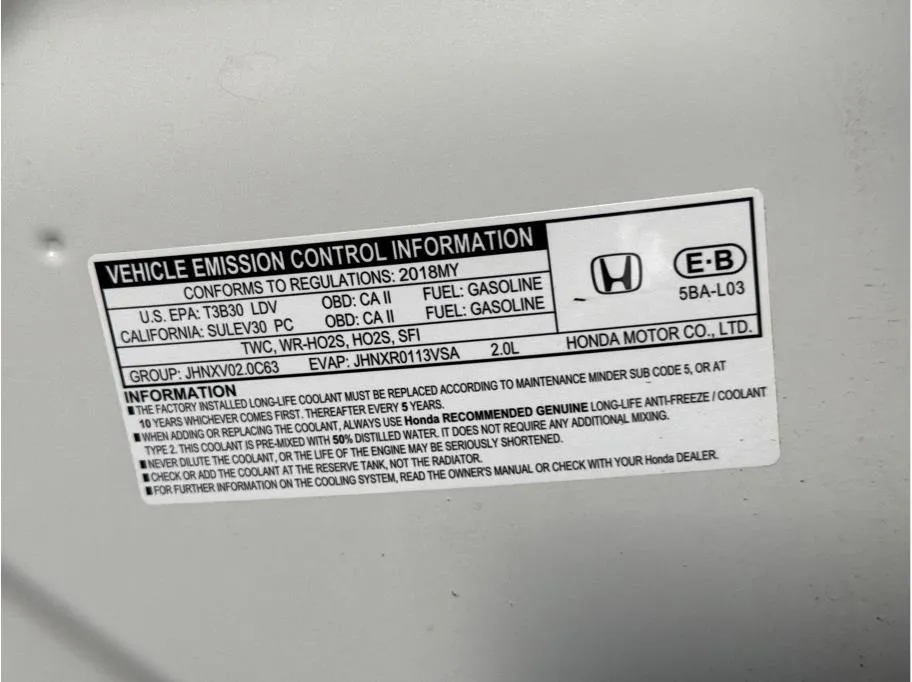 VEHICLE EMISSION CONTROL INFORMATION
CONFORMS TO REGULATIONS: 2018MY
U.S. EPA: T3B30 LDV OBD: CA II FUEL: GASOLINE
CALIFORNIA: SULEV30 PC OBD: CA II FUEL: GASOLINE
TWC, WR-HO2S, HO2S, SFI
GROUP: JHNXV02.0C63 EVAP: JHNXR0113VSA 2.0L
E·B
5BA-L03
HONDA MOTOR CO., LTD.
INFORMATION
■ THE FACTORY INSTALLED LONG-LIFE COOLANT MUST BE REPLACED ACCORDING TO MAINTENANCE MINDER SUB CODE 5, OR AT
10 YEARS WHICHEVER COMES FIRST. THEREAFTER EVERY 5 YEARS.
■ WHEN ADDING OR REPLACING THE COOLANT, ALWAYS USE Honda RECOMMENDED GENUINE LONG-LIFE ANTI-FREEZE / COOLANT
TYPE 2. THIS COOLANT IS PRE-MIXED WITH 50% DISTILLED WATER. IT DOES NOT REQUIRE ANY ADDITIONAL MIXING.
■ NEVER DILUTE THE COOLANT, OR THE LIFE OF THE ENGINE MAY BE SERIOUSLY SHORTENED.
■ CHECK OR ADD THE COOLANT AT THE RESERVE TANK, NOT THE RADIATOR.
■ FOR FURTHER INFORMATION ON THE COOLING SYSTEM, READ THE OWNER'S MANUAL OR CHECK WITH YOUR Honda DEALER.